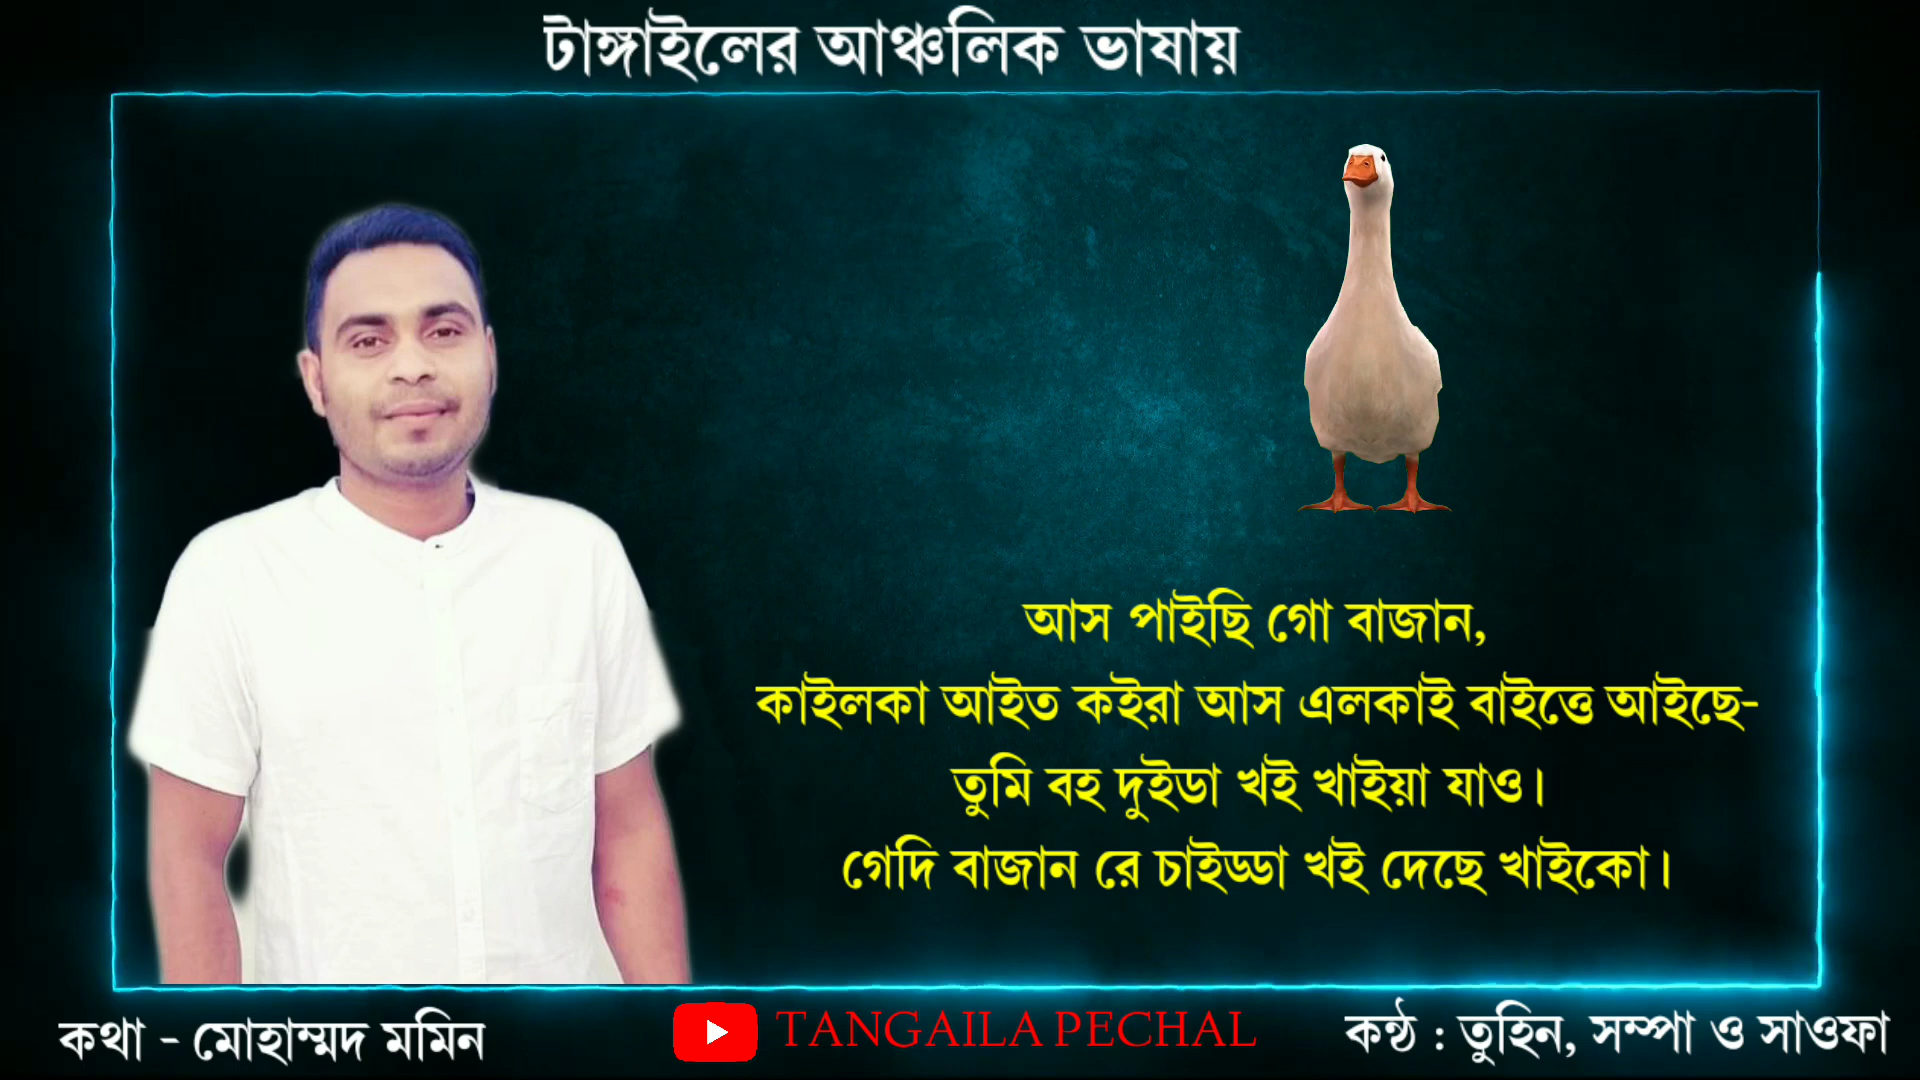 টাঙ্গাইলের আঞ্চলিক ভাষায়
আস পাইছি গো বাজান,
কাইলকা আইত কইরা আস এলকাই বাইত্তে আইছে-
তুমি বহ দুইডা খই খাইয়া যাও।
গেদি বাজান রে চাইড্ডা খই দেছে খাইকো।
কথা - মোহাম্মদ মমিন
TANGAILA PECHAL
কন্ঠ : তুহিন, সম্পা ও সাওফা